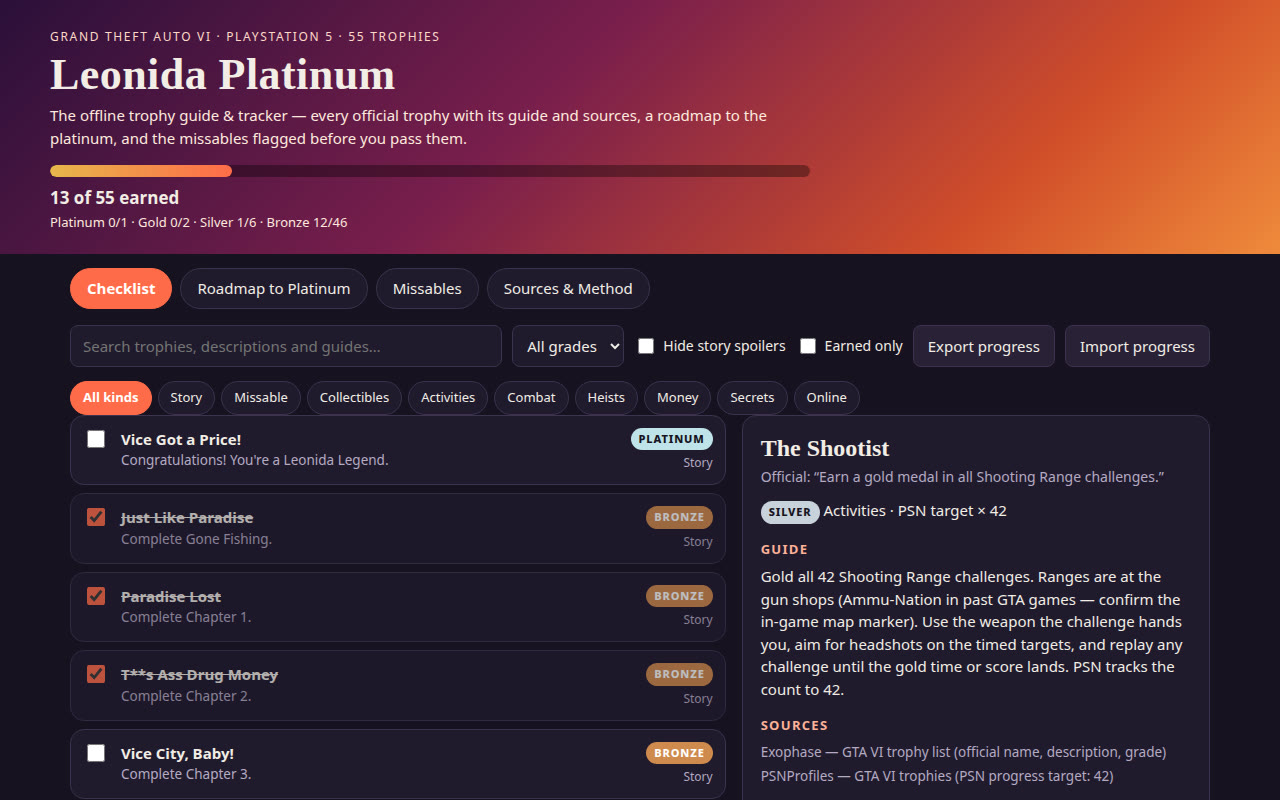 GRAND THEFT AUTO VI · PLAYSTATION 5 · 55 TROPHIES
Leonida Platinum
The offline trophy guide & tracker — every official trophy with its guide and sources, a roadmap to the
platinum, and the missables flagged before you pass them.
13 of 55 earned
Platinum 0/1 · Gold 0/2 · Silver 1/6 · Bronze 12/46
Checklist
Roadmap to Platinum
Missables
Sources & Method
Search trophies, descriptions and guides…
All grades
Hide story spoilers
Earned only
Export progress
Import progress
All kinds
Story
Missable
Collectibles
Activities
Combat
Heists
Money
Secrets
Online
Vice Got a Price!
PLATINUM
Congratulations! You're a Leonida Legend.
Story
Just Like Paradise
BRONZE
Complete Gone Fishing.
Story
Paradise Lost
BRONZE
Complete Chapter 1.
Story
T**s Ass Drug Money
BRONZE
Complete Chapter 2.
Story
Vice City, Baby!
BRONZE
Complete Chapter 3.
Story
The Shootist
Official: “Earn a gold medal in all Shooting Range challenges.”
SILVER Activities · PSN target × 42
GUIDE
Gold all 42 Shooting Range challenges. Ranges are at the
gun shops (Ammu-Nation in past GTA games — confirm the
in-game map marker). Use the weapon the challenge hands
you, aim for headshots on the timed targets, and replay any
challenge until the gold time or score lands. PSN tracks the
count to 42.
SOURCES
Exophase — GTA VI trophy list (official name, description, grade)
PSNProfiles — GTA VI trophies (PSN progress target: 42)